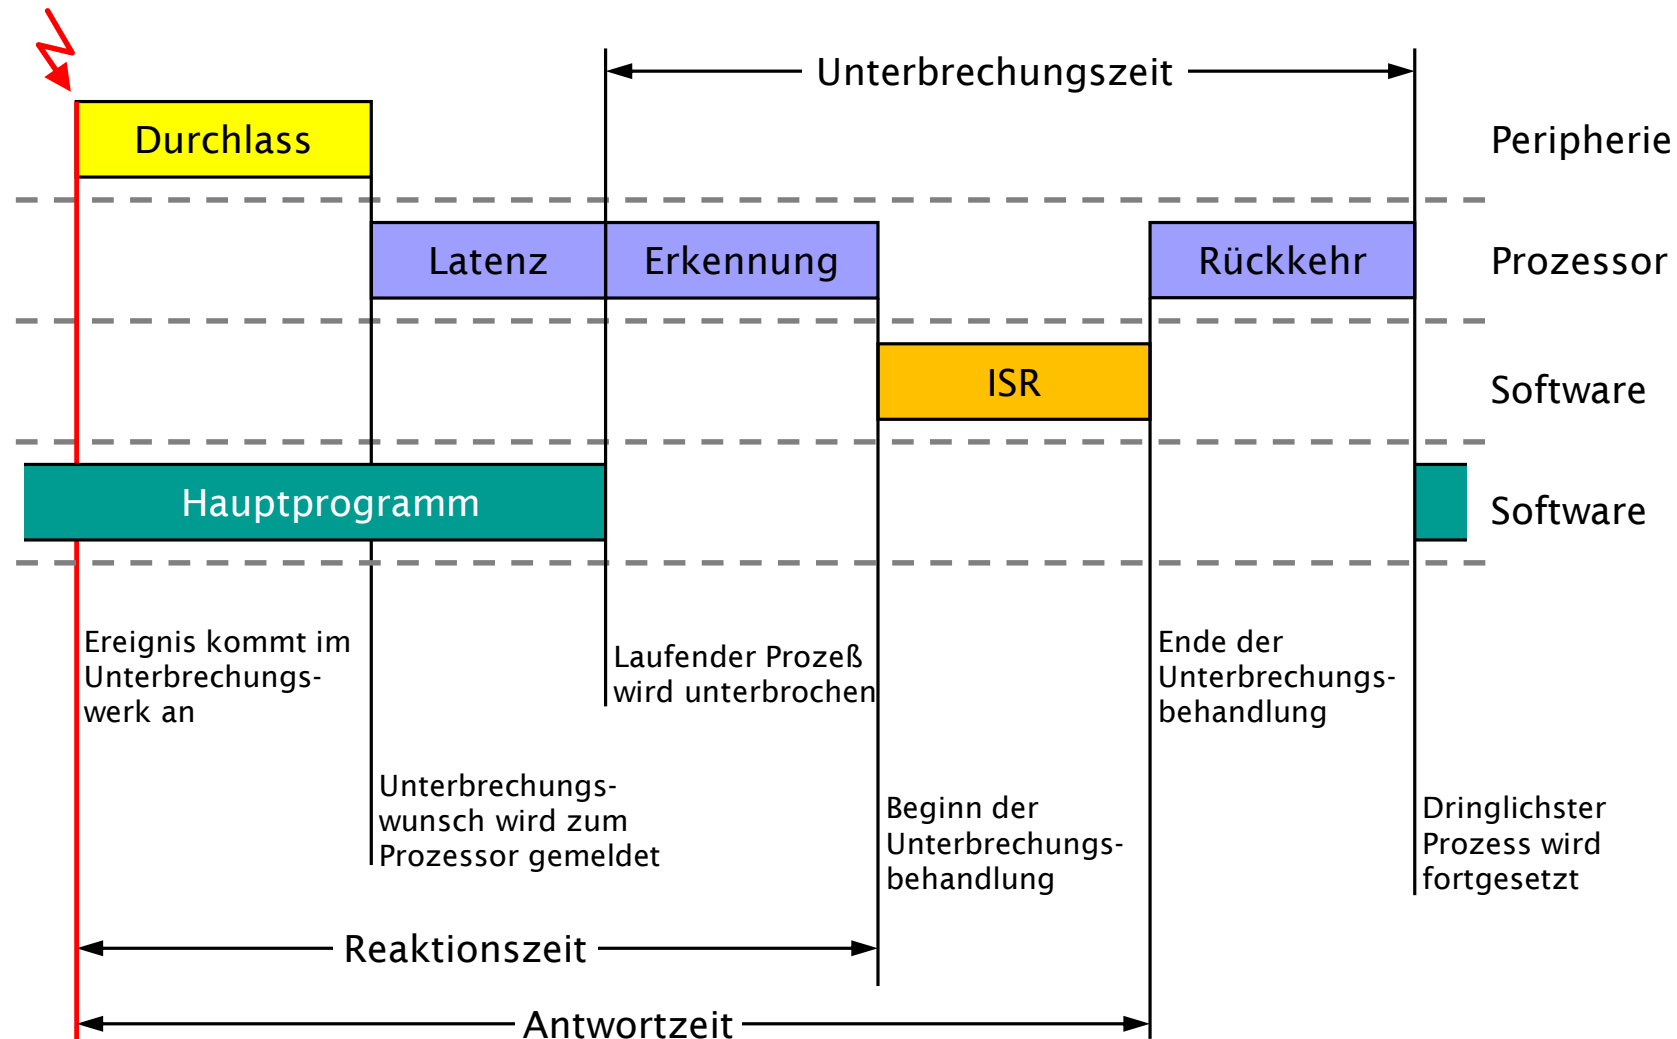 Unterbrechungszeit
Durchlass
Peripherie
Latenz
Erkennung
Rückkehr
Prozessor
ISR
Software
Hauptprogramm
Software
Ereignis kommt im
Unterbrechungs-
werk an
Laufender Prozeß
wird unterbrochen
Ende der
Unterbrechungs-
behandlung
Unterbrechungs-
wunsch wird zum
Prozessor gemeldet
Beginn der
Unterbrechungs-
behandlung
Dringlichster
Prozess wird
fortgesetzt
Reaktionszeit
Antwortzeit